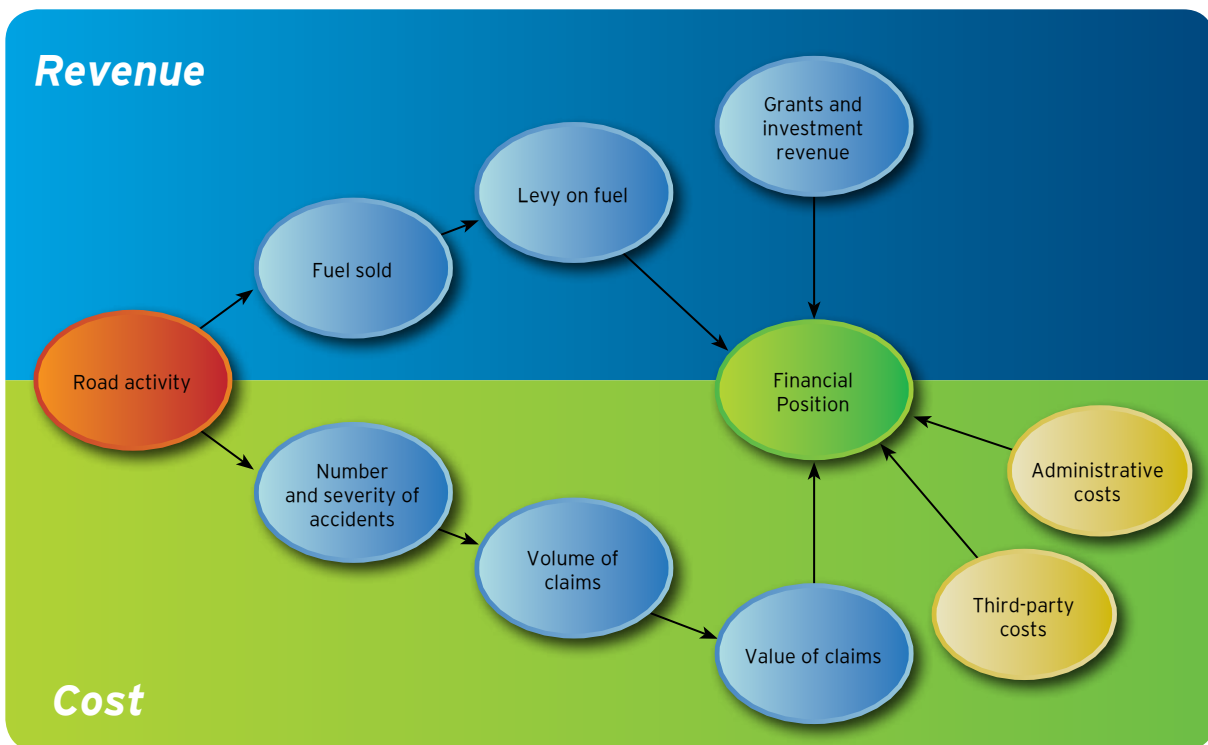 Revenue
Grants and
investment
revenue
Levy on fuel
Fuel sold
Road activity
Financial
Position
Number
and severity of
accidents
Administrative
costs
Volume of
claims
Third-party
costs
Value of claims
Cost